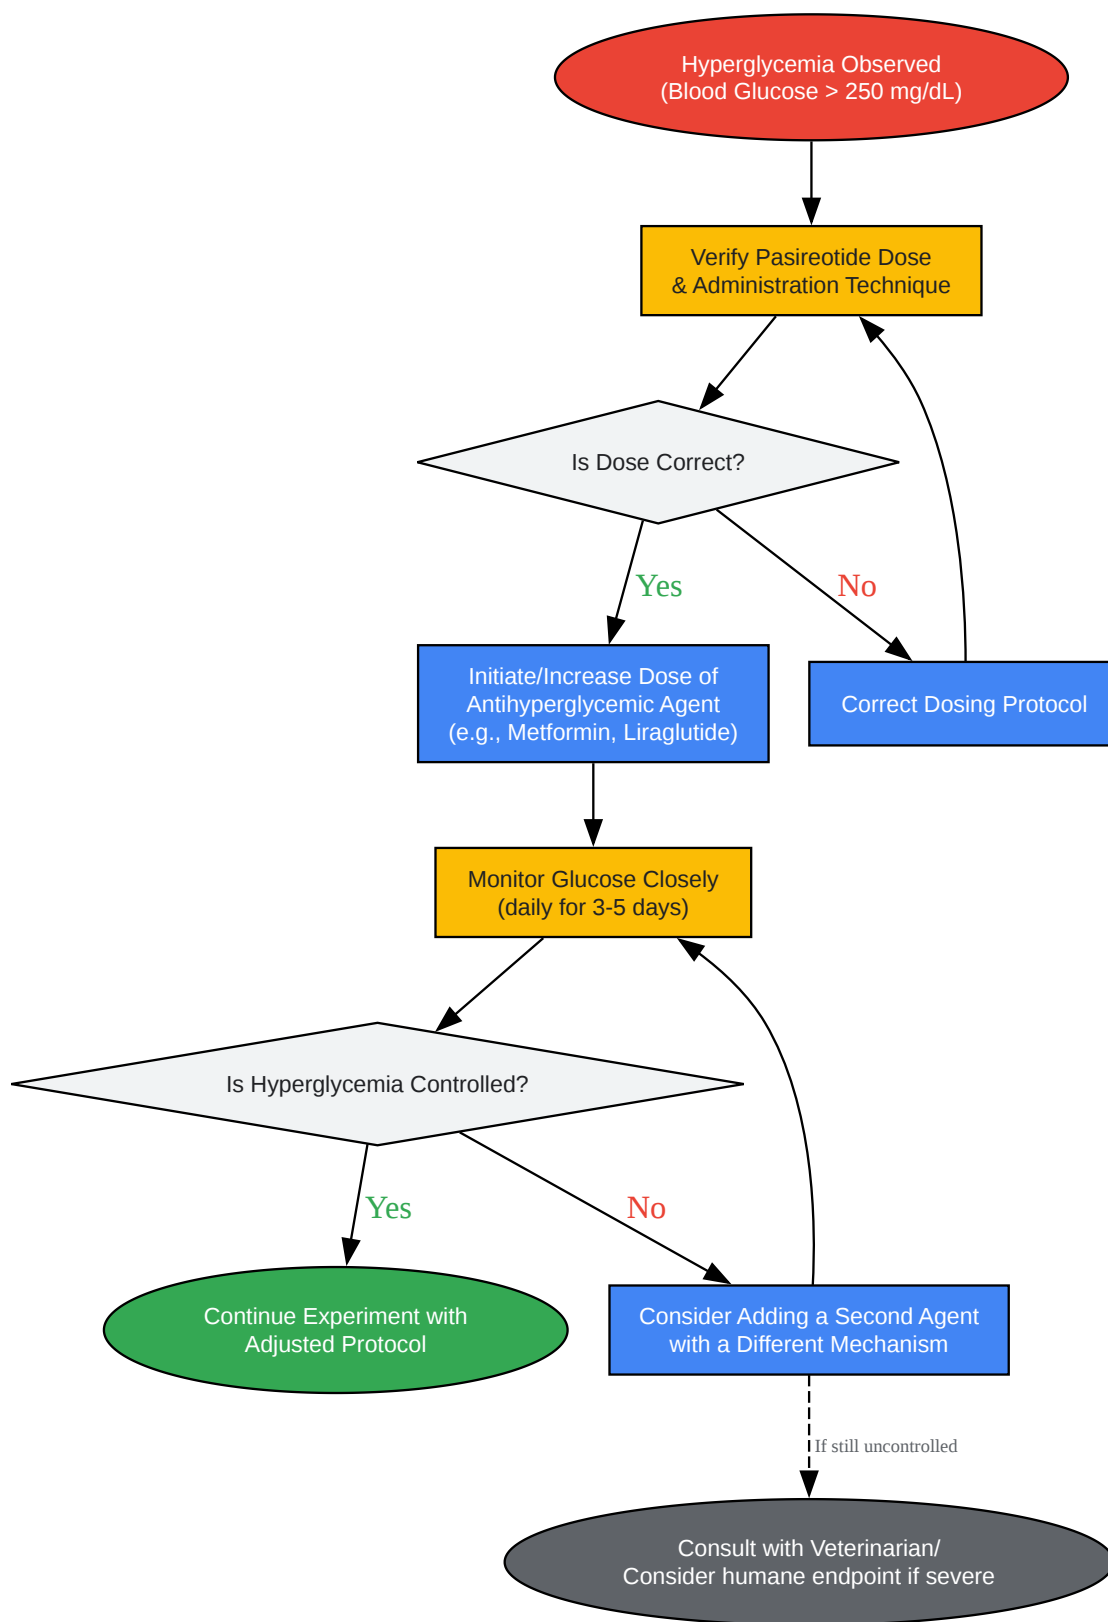 Hyperglycemia Observed
(Blood Glucose > 250 mg/dL)
Verify Pasireotide Dose
& Administration Technique
Is Dose Correct?
Yes
No
Initiate/Increase Dose of
Antihyperglycemic Agent
(e.g., Metformin, Liraglutide)
Correct Dosing Protocol
Monitor Glucose Closely
(daily for 3-5 days)
Is Hyperglycemia Controlled?
Yes
No
Continue Experiment with
Adjusted Protocol
Consider Adding a Second Agent
with a Different Mechanism
If still uncontrolled
Consult with Veterinarian/
Consider humane endpoint if severe